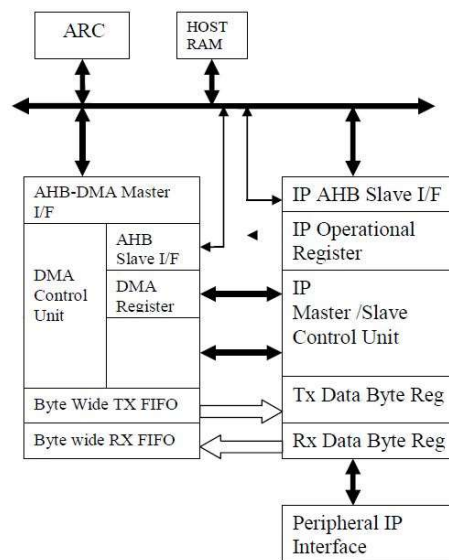 ARC
HOST
RAM
AHB-DMA Master
I/F
AHB
Slave I/F
DMA
Control
Unit
DMA
Register
Byte Wide TX FIFO
Byte wide RX FIFO
IP AHB Slave I/F
IP Operational
Register
IP
Master /Slave
Control Unit
Tx Data Byte Reg
Rx Data Byte Reg
Peripheral IP
Interface